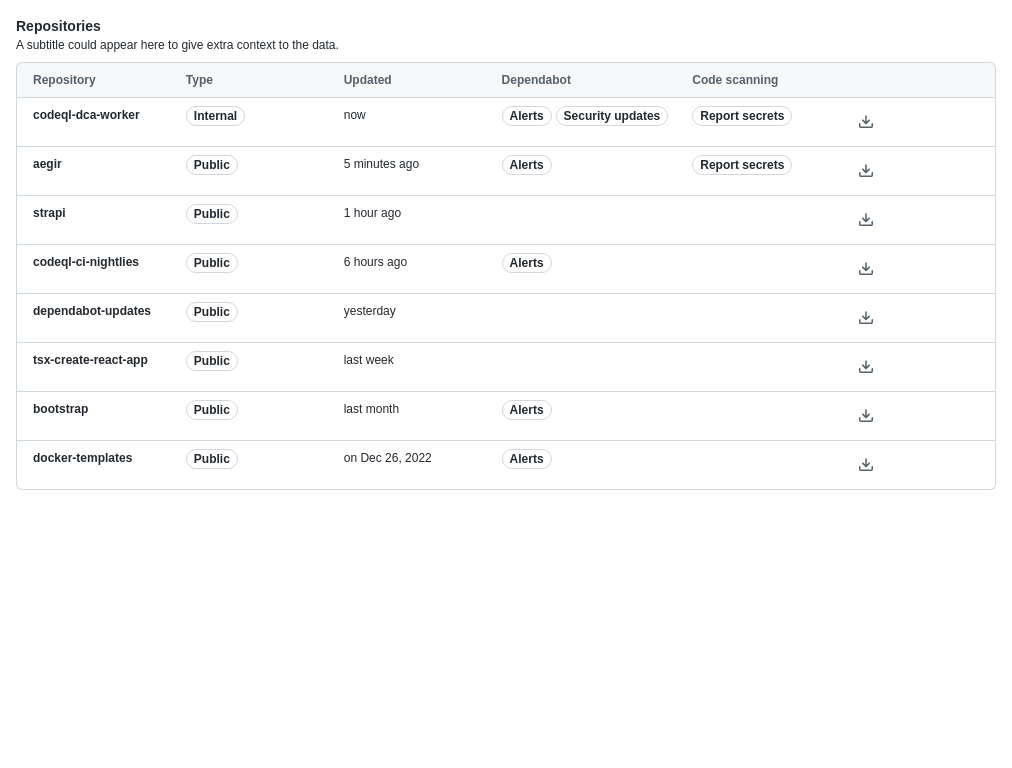 Repositories
A subtitle could appear here to give extra context to the data.
Repository Type Updated Dependabot Code scanning
codeql-dca-worker Internal now Alerts Security updates Report secrets
aegir Public 5 minutes ago Alerts Report secrets
strapi Public 1 hour ago
codeql-ci-nightlies Public 6 hours ago Alerts
dependabot-updates Public yesterday
tsx-create-react-app Public last week
bootstrap Public last month Alerts
docker-templates Public on Dec 26, 2022 Alerts